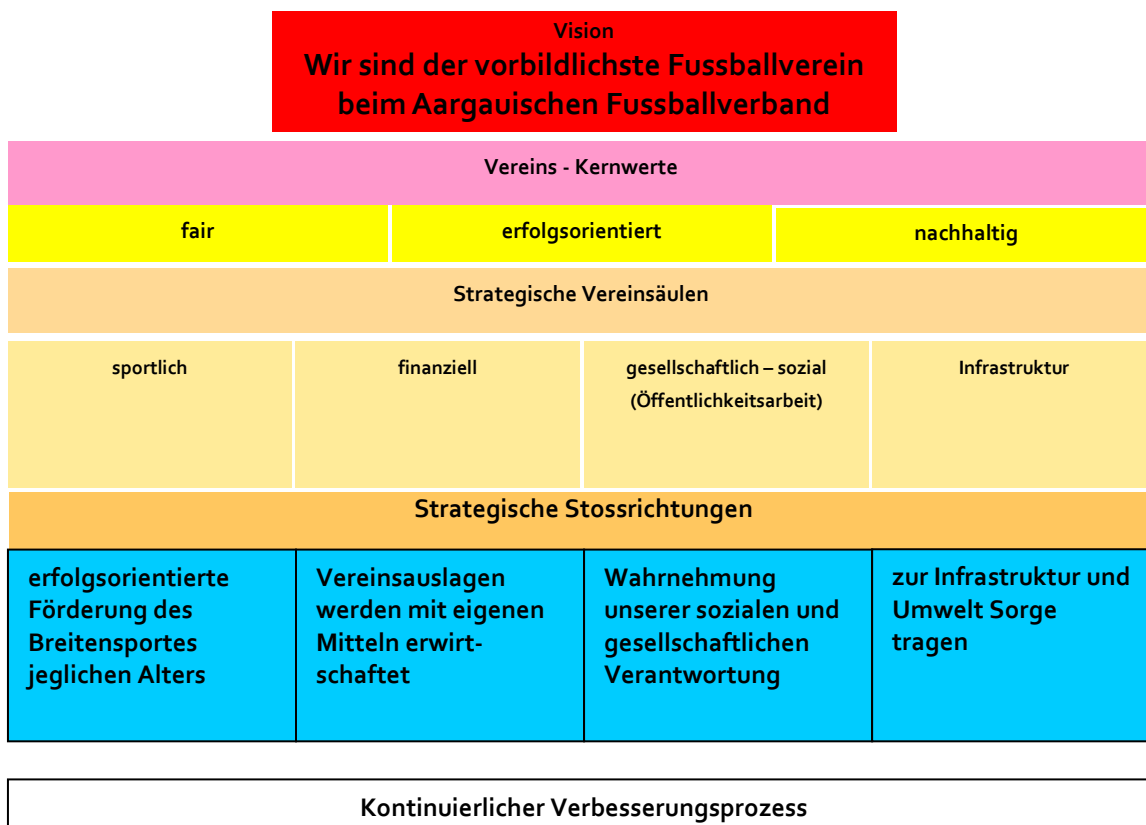 Vision
Wir sind der vorbildlichste Fussballverein
beim Aargauischen Fussballverband
Vereins - Kernwerte
fair
erfolgsorientiert
nachhaltig
Strategische Vereinsäulen
sportlich
finanziell
gesellschaftlich – sozial
(Öffentlichkeitsarbeit)
Infrastruktur
Strategische Stossrichtungen
erfolgsorientierte
Förderung des
Breitensportes
jeglichen Alters
Vereinsauslagen
werden mit eigenen
Mitteln erwirt-
schaftet
Wahrnehmung
unserer sozialen und
gesellschaftlichen
Verantwortung
zur Infrastruktur und
Umwelt Sorge
tragen
Kontinuierlicher Verbesserungsprozess